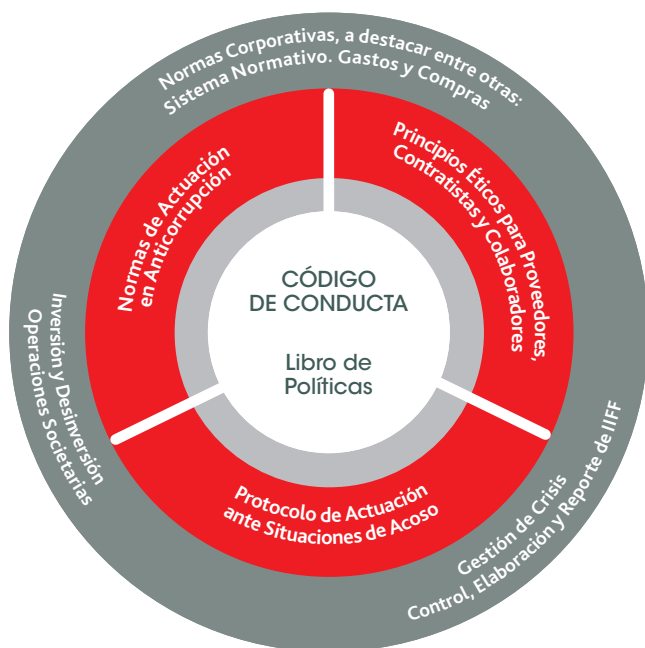 Normas Corporativas, a destacar entre otras:
Sistema Normativo. Gastos y Compras
Normas de Actuación
en Anticorrupción
Principios Éticos para Proveedores,
Contratistas y Colaboradores
CÓDIGO
DE CONDUCTA
Libro de
Políticas
Inversión y Desinversión
Operaciones Societarias
Protocolo de Actuación
ante Situaciones de Acoso
Gestión de Crisis
Control, Elaboración y Reporte de IIFF